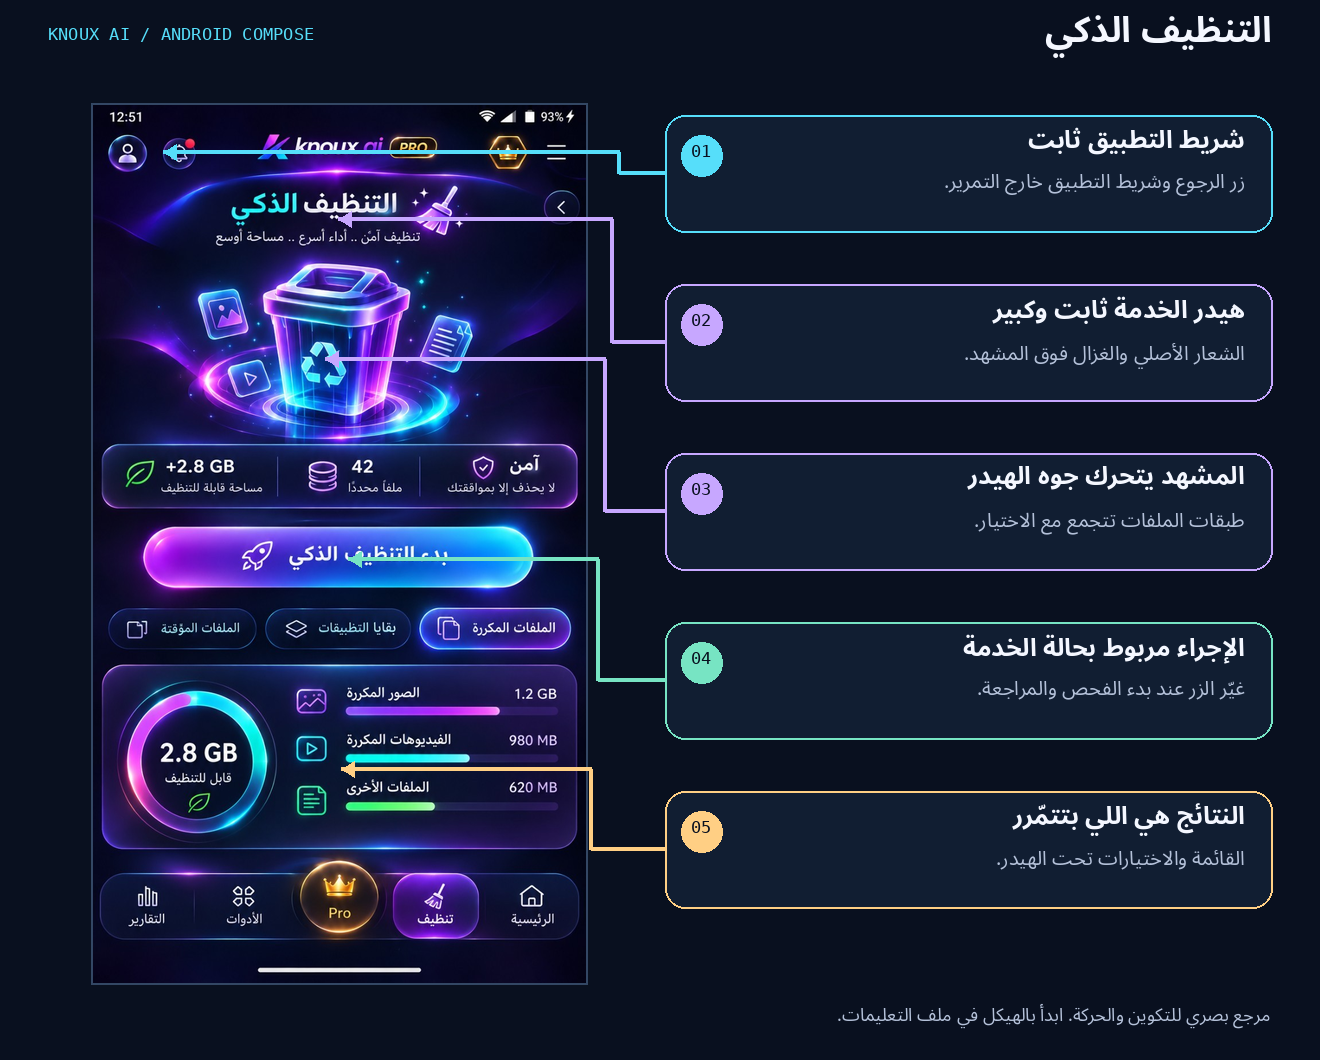 KNOUX AI / ANDROID COMPOSE
التنظيف الذكي
12:51
93%
knoux ai PRO
التنظيف الذكي
تنظيف آمن .. أداء أسرع .. مساحة أوسع
آمن
لا يحذف إلا بموافقتك
42
ملفاً محددًا
+2.8 GB
مساحة قابلة للتنظيف
بدء التنظيف الذكي
الملفات المكررة
بقايا التظبيقات
الملفات المؤقتة
2.8 GB
قابل للتنظيف
الصور المكررة 1.2 GB
الفيديوهات المكررة 980 MB
الملفات الأخرى 620 MB
الرئيسية
تنظيف
Pro
الأدوات
التقارير
01
شريط التطبيق ثابت
زر الرجوع وشريط التطبيق خارج التمرير.
02
هيدر الخدمة ثابت وكبير
الشعار الأصلي والغزال فوق المشهد.
03
المشهد يتحرك جوه الهيدر
طبقات الملفات تتجمع مع الاختيار.
04
الإجراء مربوط بحالة الخدمة
غيّر الزر عند بدء الفحص والمراجعة.
05
النتائج هي اللي بتتمّرر
القائمة والاختيارات تحت الهيدر.
مرجع بصري للتكوين والحركة. ابدأ بالهيكل في ملف التعليمات.